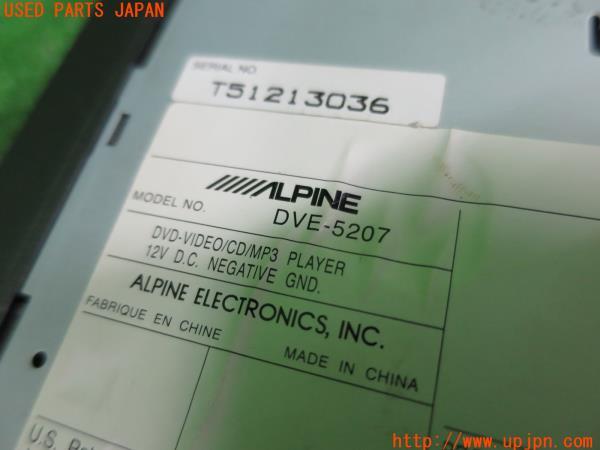 USED PARTS JAPAN
SERIAL NO.
T51213036
ALPINE
MODEL NO. DVE-5207
DVD-VIDEO/CD/MP3 PLAYER
12V D.C. NEGATIVE GND.
ALPINE ELECTRONICS, INC.
FABRIQUE EN CHINE
MADE IN CHINA
U.S.
http://www.upjpn.com/